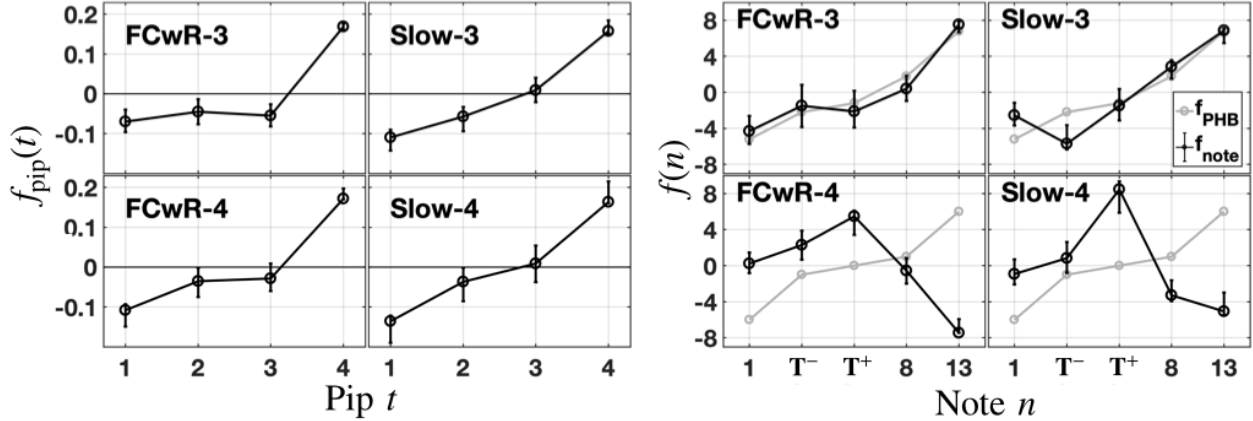 0.2
0.1
0
-0.1
FCwR-3
Slow-3
0.2
0.1
0
-0.1
FCwR-4
Slow-4
1 2 3 4 1 2 3 4
Pip t
f_pip(t)
8
4
0
-4
-8
FCwR-3
Slow-3
f_PHB
f_note
8
4
0
-4
-8
FCwR-4
Slow-4
1 T⁻ T⁺ 8 13 1 T⁻ T⁺ 8 13
Note n
f(n)